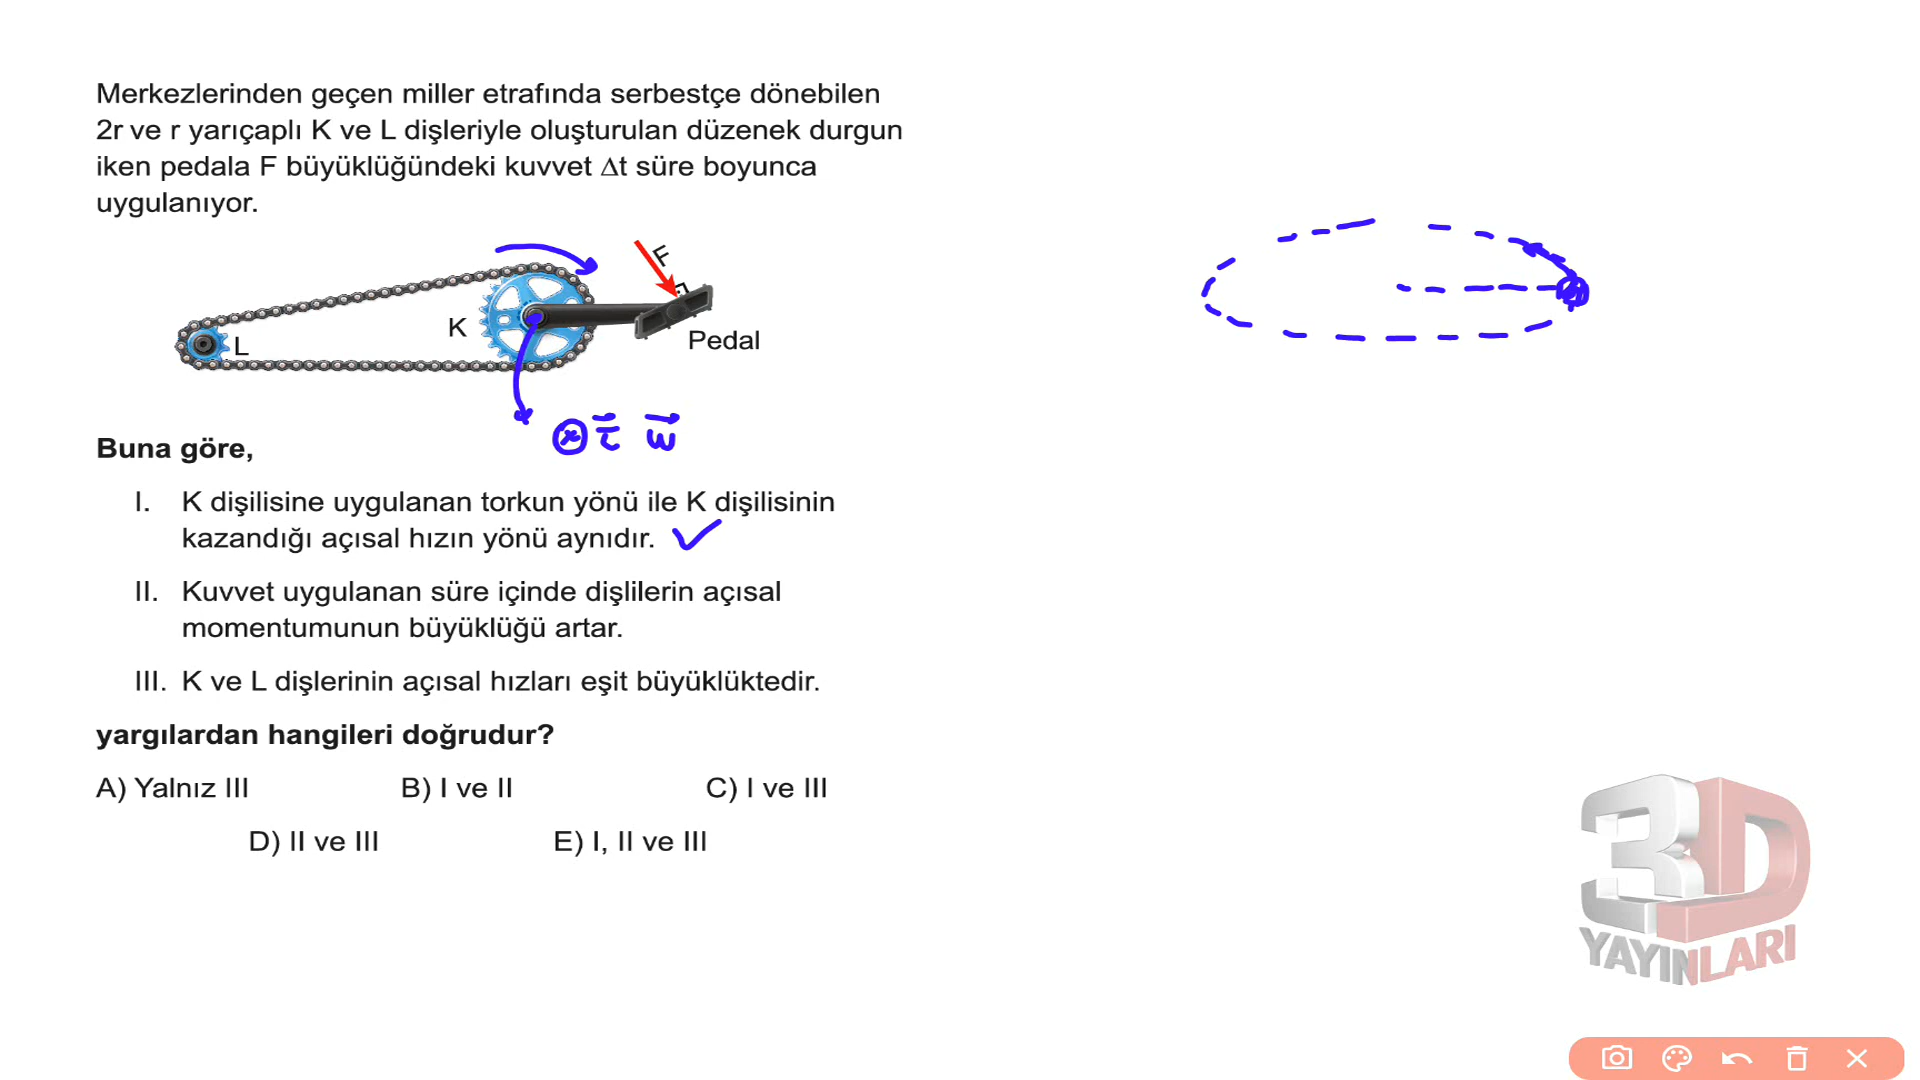 Merkezlerinden geçen miller etrafında serbestçe dönebilen
2r ve r yarıçaplı K ve L dişleriyle oluşturulan düzenek durgun
iken pedala F büyüklüğündeki kuvvet Δt süre boyunca
uygulanıyor.
F
K
L
Pedal
⊗ τ w
Buna göre,
I. K dişilisine uygulanan torkun yönü ile K dişilisinin
kazandığı açısal hızın yönü aynıdır.
II. Kuvvet uygulanan süre içinde dişlilerin açısal
momentumunun büyüklüğü artar.
III. K ve L dişlerinin açısal hızları eşit büyüklüktedir.
yargılardan hangileri doğrudur?
A) Yalnız III B) I ve II C) I ve III
D) II ve III E) I, II ve III
3D
YAYINLARI